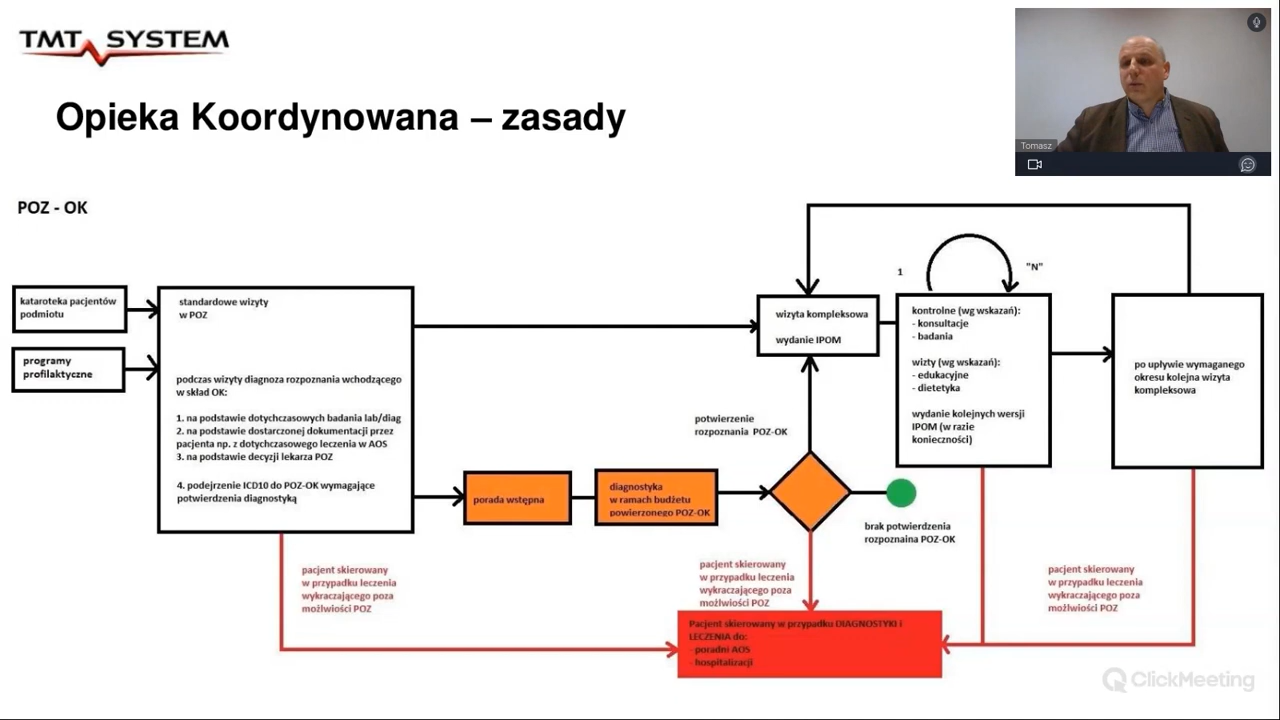 TMT SYSTEM
Tomasz
Opieka Koordynowana – zasady
POZ - OK
kataroteka pacjentów
podmiotu
programy
profilaktyczne
standardowe wizyty
w POZ
podczas wizyty diagnoza rozpoznania wchodzącego
w skład OK:
1. na podstawie dotychczasowych badania lab/diag
2. na podstawie dostarczonej dokumentacji przez
pacjenta np. z dotychczasowego leczenia w AOS
3. na podstawie decyzji lekarza POZ
4. podejrzenie ICD10 do POZ-OK wymagające
potwierdzenia diagnostyką
porada wstępna
diagnostyka
w ramach budżetu
powierzonego POZ-OK
potwierzenie
rozpoznania POZ-OK
wizyta kompleksowa
wydanie IPOM
1
"N"
kontrolne (wg wskazań):
- konsultacje
- badania
wizty (wg wskazań):
- edukacyjne
- dietetyka
wydanie kolejnych wersji
IPOM (w razie
konieczności)
po upływie wymaganego
okresu kolejna wizyta
kompleksowa
brak potwierdzenia
rozpoznaina POZ-OK
pacjent skierowany
w przypadku leczenia
wykraczającego poza
możlwiości POZ
pacjent skierowany
w przypadku leczenia
wykraczającego poza
możlwiości POZ
pacjent skierowany
w przypadku leczenia
wykraczającego poza
możlwiości POZ
Pacjent skierowany w przypadku DIAGNOSTYKI i
LECZENIA do:
- poradni AOS
- hospitalizacji
ClickMeeting